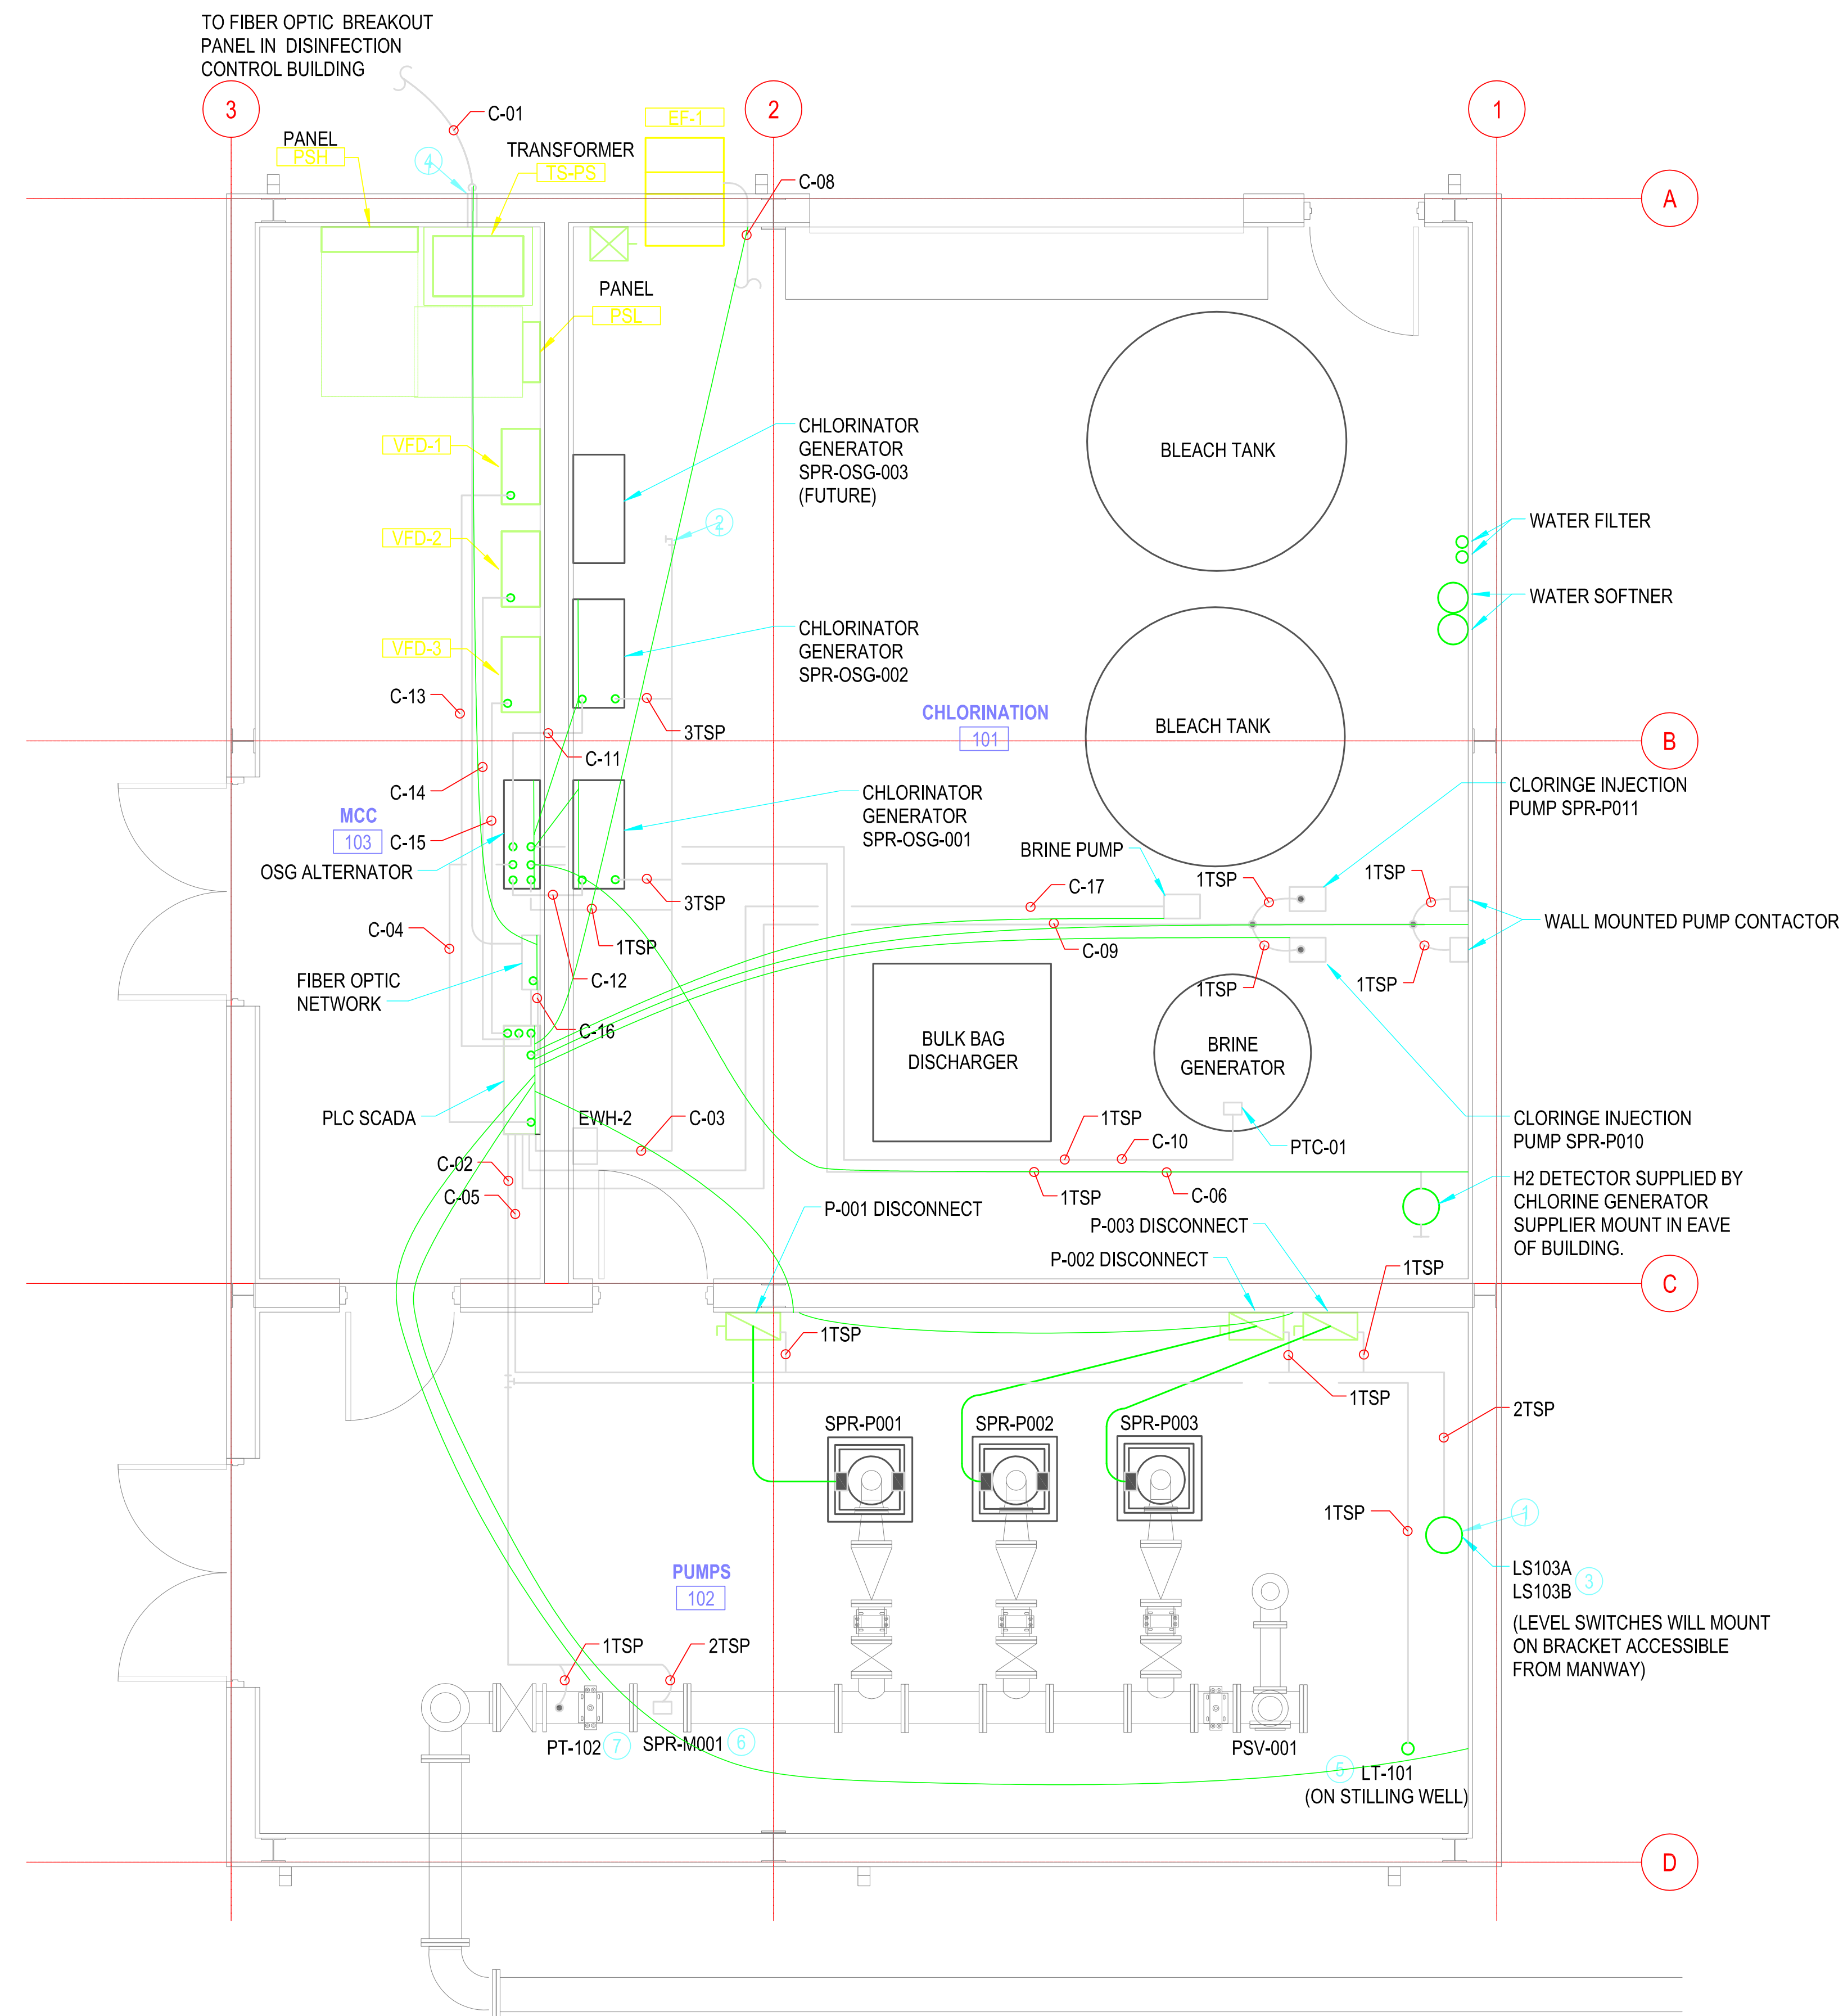 TO FIBER OPTIC BREAKOUT
PANEL IN DISINFECTION
CONTROL BUILDING
3
2
1
C-01
EF-1
PANEL
PSH
4
TRANSFORMER
TS-PS
C-08
A
PANEL
PSL
CHLORINATOR
GENERATOR
SPR-OSG-003
(FUTURE)
BLEACH TANK
VFD-1
2
WATER FILTER
VFD-2
WATER SOFTNER
CHLORINATOR
GENERATOR
SPR-OSG-002
VFD-3
C-13
CHLORINATION
101
BLEACH TANK
3TSP
B
C-11
C-14
CLORINGE INJECTION
PUMP SPR-P011
MCC
103
C-15
CHLORINATOR
GENERATOR
SPR-OSG-001
BRINE PUMP
OSG ALTERNATOR
1TSP
1TSP
C-17
3TSP
WALL MOUNTED PUMP CONTACTOR
C-04
1TSP
C-09
FIBER OPTIC
NETWORK
C-12
1TSP
1TSP
C-16
BULK BAG
DISCHARGER
BRINE
GENERATOR
PLC SCADA
EWH-2
C-03
1TSP
CLORINGE INJECTION
PUMP SPR-P010
C-10
PTC-01
C-02
C-05
1TSP
C-06
H2 DETECTOR SUPPLIED BY
CHLORINE GENERATOR
SUPPLIER MOUNT IN EAVE
OF BUILDING.
P-001 DISCONNECT
P-003 DISCONNECT
P-002 DISCONNECT
1TSP
C
1TSP
1TSP
2TSP
SPR-P001
SPR-P002
SPR-P003
1TSP
1
LS103A
LS103B
3
(LEVEL SWITCHES WILL MOUNT
ON BRACKET ACCESSIBLE
FROM MANWAY)
PUMPS
102
1TSP
2TSP
PT-102
7
SPR-M001
6
PSV-001
5
LT-101
(ON STILLING WELL)
D